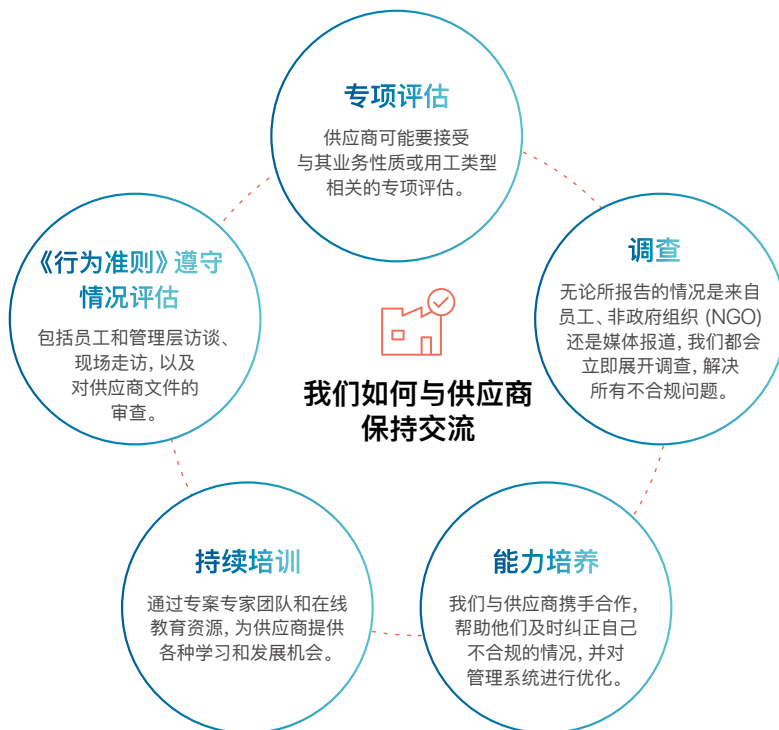 专项评估
供应商可能要接受
与其业务性质或用工类型
相关的专项评估。
《行为准则》遵守
情况评估
包括员工和管理层访谈、
现场走访，以及
对供应商文件的
审查。
调查
无论所报告的情况是来自
员工、非政府组织 (NGO)
还是媒体报道，我们都会
立即展开调查，解决
所有不合规问题。
我们如何与供应商
保持交流
持续培训
通过专案专家团队和在线
教育资源，为供应商提供
各种学习和发展机会。
能力培养
我们与供应商携手合作，
帮助他们及时纠正自己
不合规的情况，并对
管理系统进行优化。